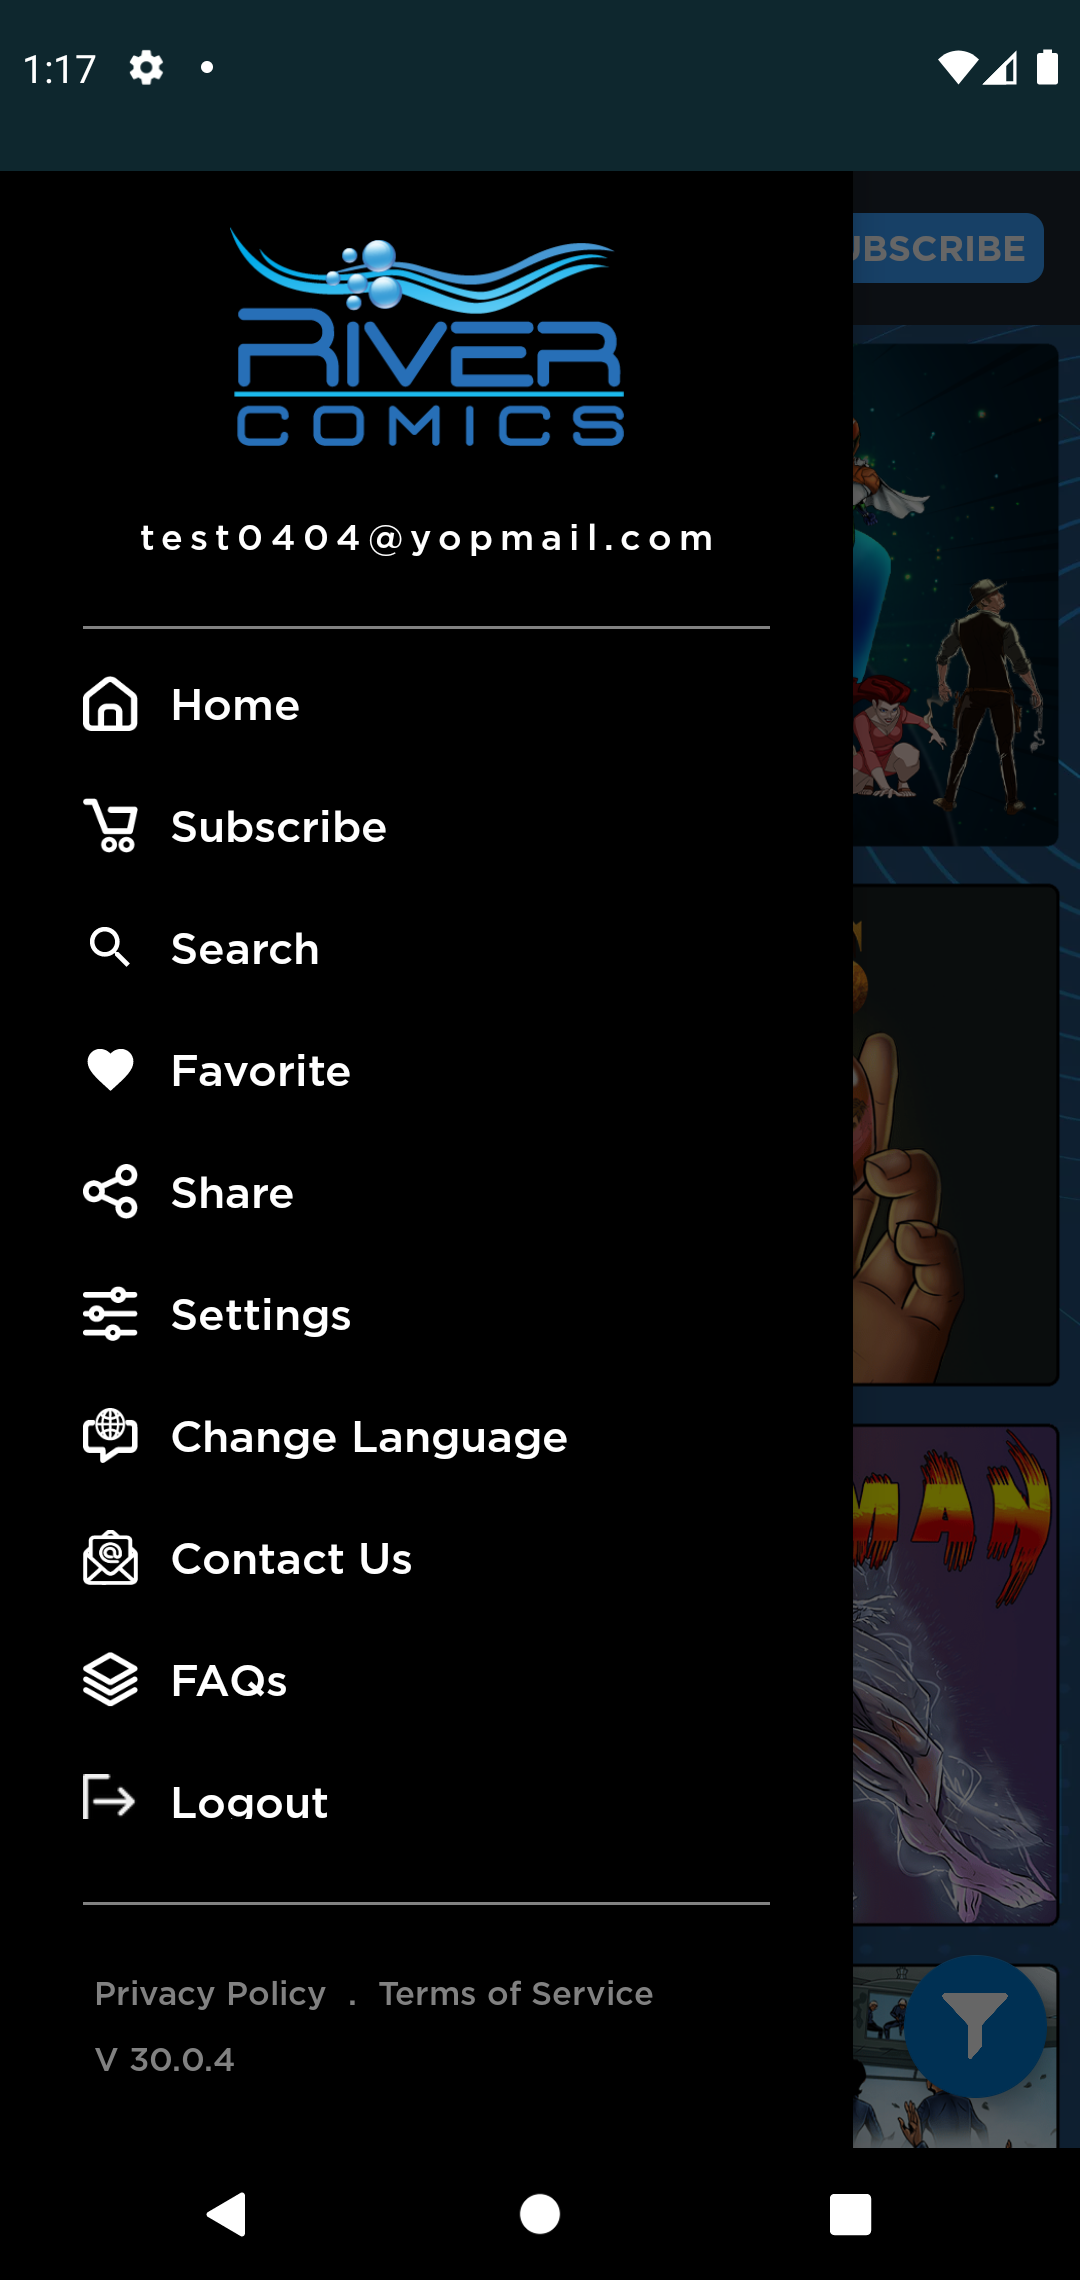 1:17
UBSCRIBE
RIVER
COMICS
test0404@yopmail.com
Home
Subscribe
Search
Favorite
Share
Settings
Change Language
Contact Us
FAQs
Logout
MAN
Privacy Policy . Terms of Service
V 30.0.4